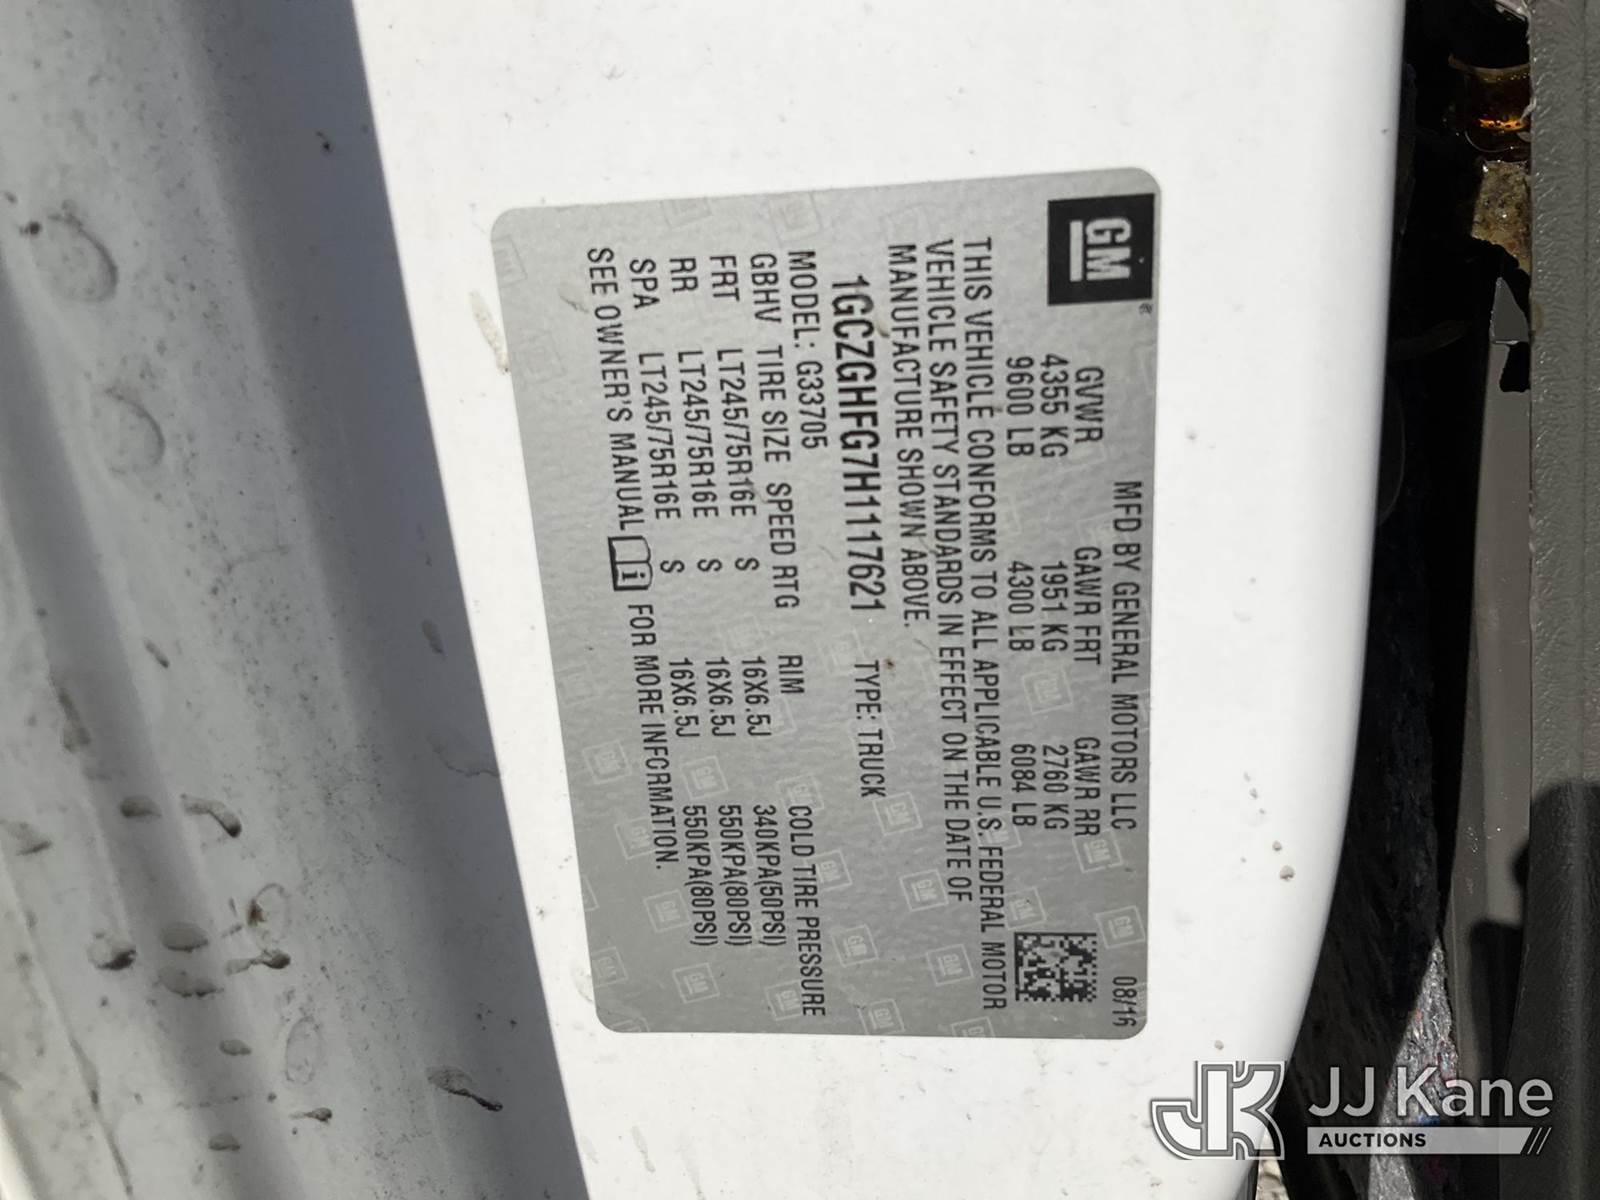 GM
MFD BY GENERAL MOTORS LLC 08/16
GVWR GAWR FRT GAWR RR
4355 KG 1951 KG 2760 KG
9600 LB 4300 LB 6084 LB
THIS VEHICLE CONFORMS TO ALL APPLICABLE U.S. FEDERAL MOTOR
VEHICLE SAFETY STANDARDS IN EFFECT ON THE DATE OF
MANUFACTURE SHOWN ABOVE.
1GCZGHFG7H1117621 TYPE: TRUCK
MODEL: G33705
GBHV TIRE SIZE SPEED RTG RIM COLD TIRE PRESSURE
FRT LT245/75R16E S 16X6.5J 340KPA(50PSI)
RR LT245/75R16E S 16X6.5J 550KPA(80PSI)
SPA LT245/75R16E S 16X6.5J 550KPA(80PSI)
SEE OWNER'S MANUAL i FOR MORE INFORMATION.
JK JJ Kane
AUCTIONS